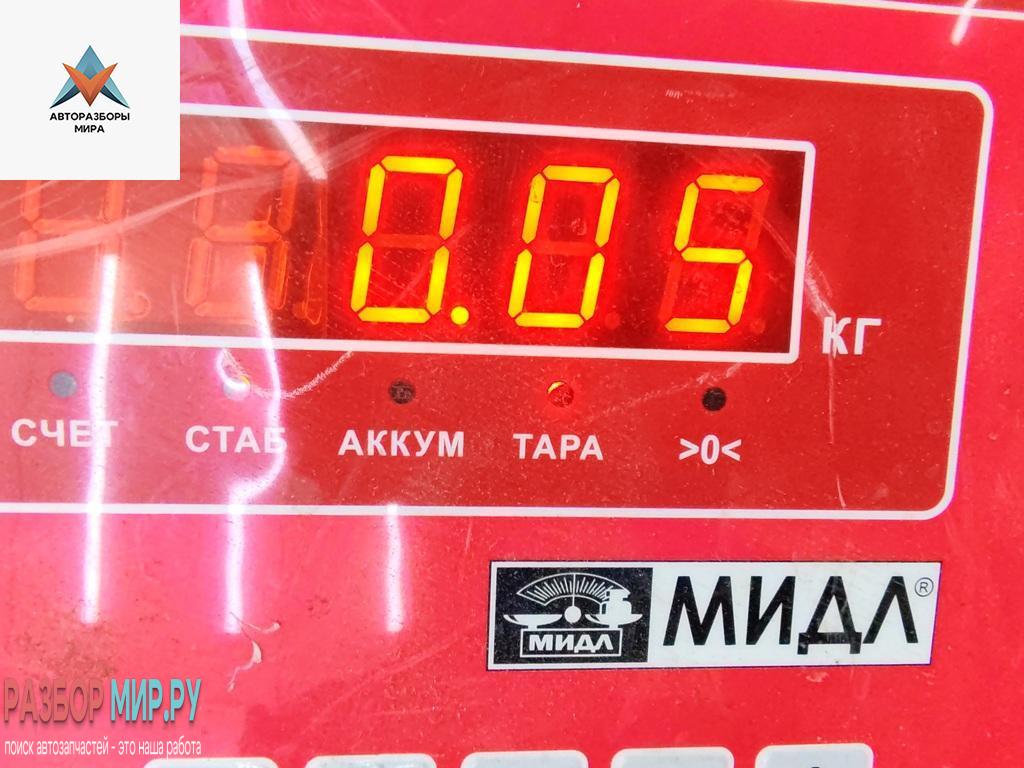 АВТОРАЗБОРЫ
МИРА
0.05
КГ
СЧЕТ СТАБ АККУМ ТАРА >0<
МИДЛ МИДЛ®
РАЗБОР МИР.РУ
поиск автозапчастей - это наша работа